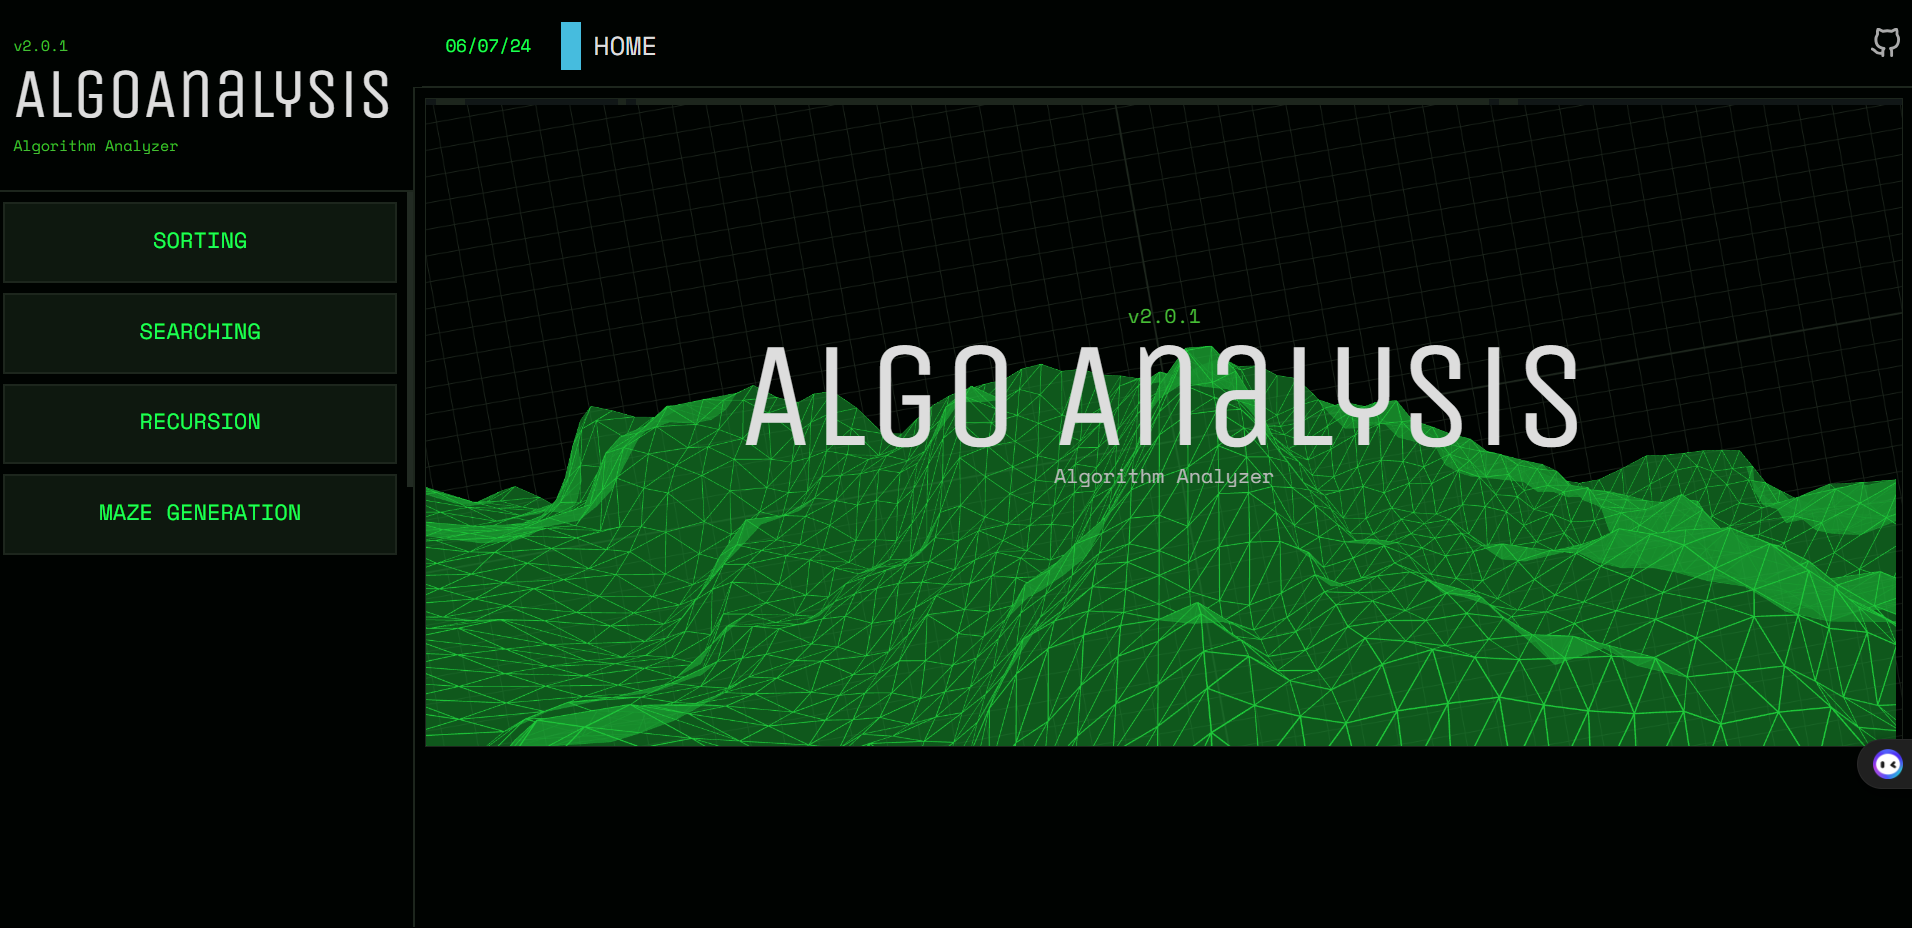 v2.0.1
ALGOAnaLYSIS
Algorithm Analyzer
SORTING
SEARCHING
RECURSION
MAZE GENERATION
06/07/24
HOME
v2.0.1
ALGO AnaLYSIS
Algorithm Analyzer